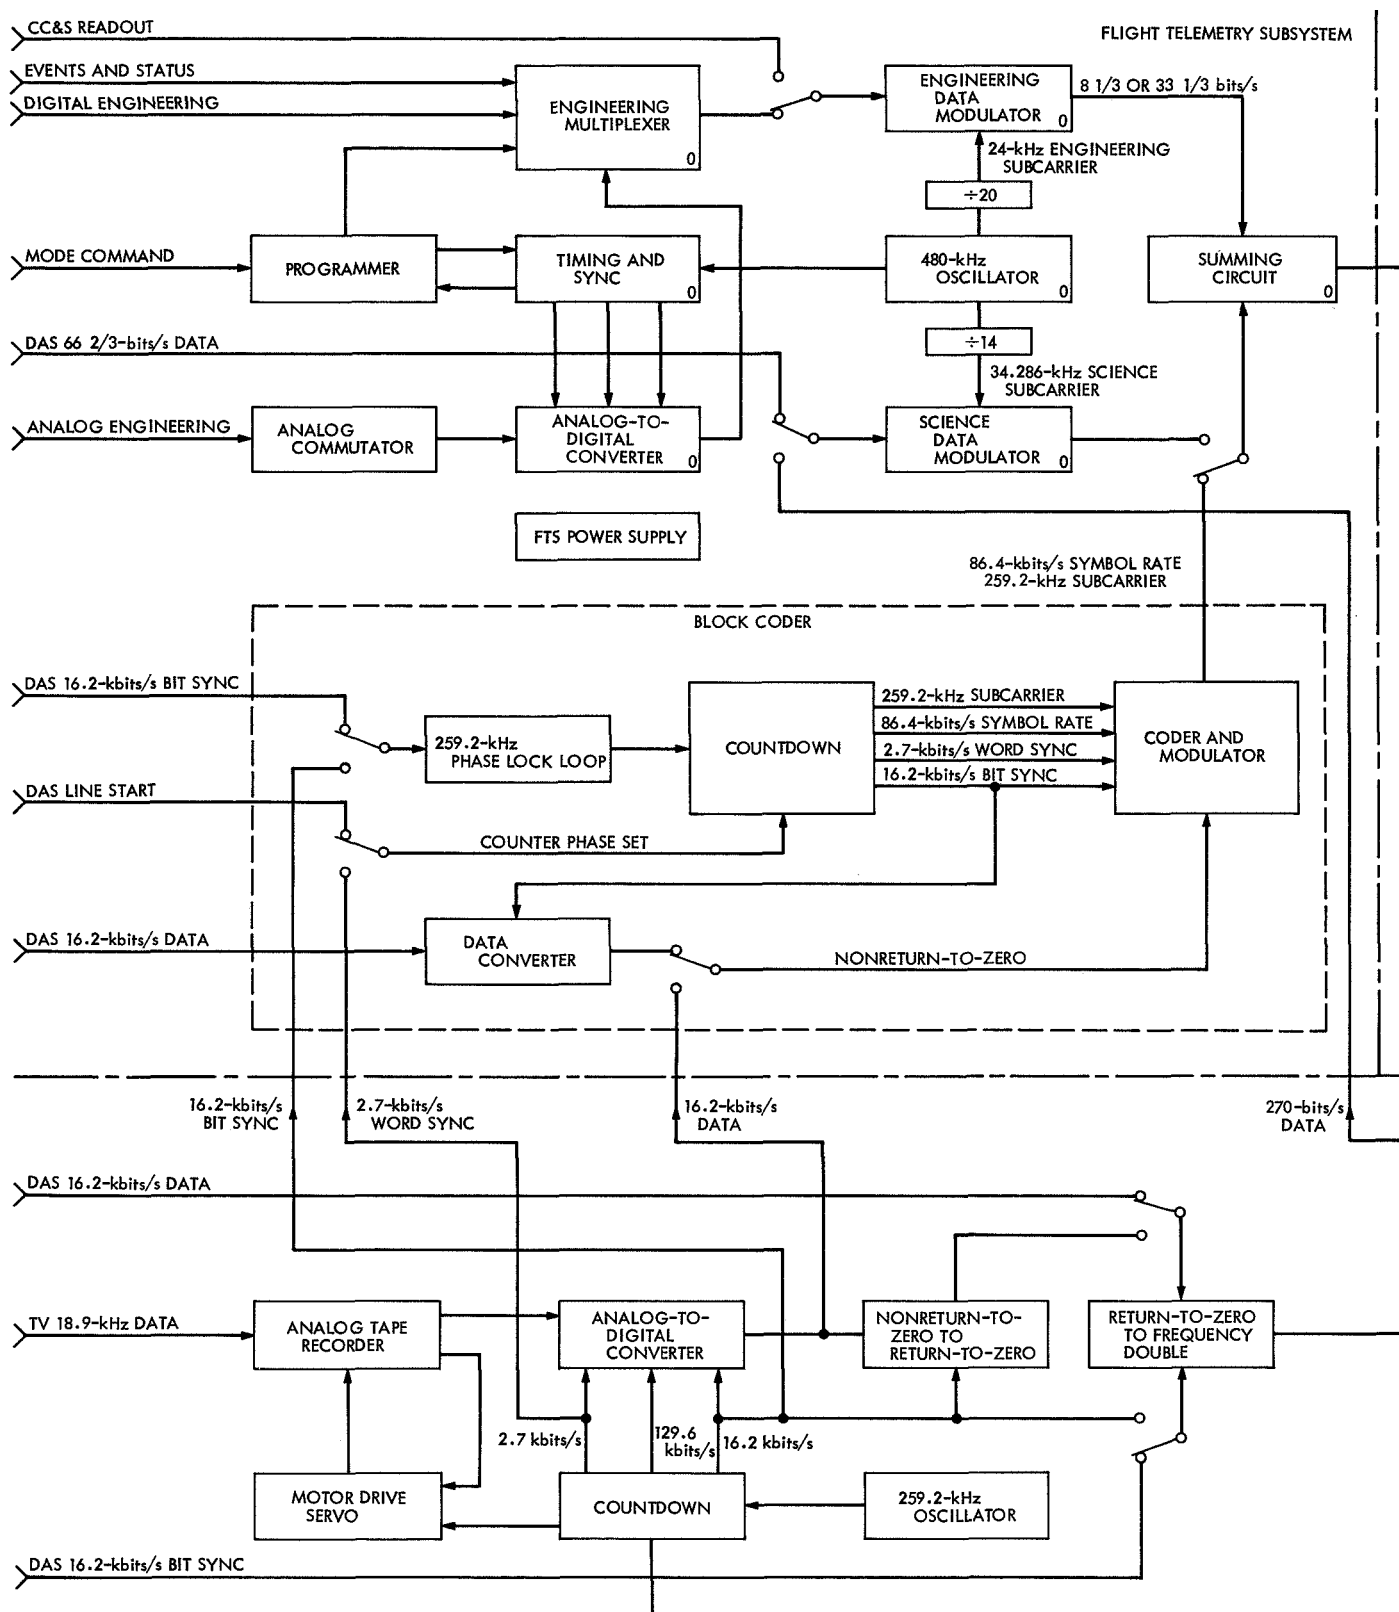 CC&S READOUT
FLIGHT TELEMETRY SUBSYSTEM
EVENTS AND STATUS
DIGITAL ENGINEERING
ENGINEERING
MULTIPLEXER
0
ENGINEERING
DATA
MODULATOR
0
8 1/3 OR 33 1/3 bits/s
24-kHz ENGINEERING
SUBCARRIER
÷20
MODE COMMAND
PROGRAMMER
TIMING AND
SYNC
0
480-kHz
OSCILLATOR
0
SUMMING
CIRCUIT
0
DAS 66 2/3-bits/s DATA
÷14
34.286-kHz SCIENCE
SUBCARRIER
ANALOG ENGINEERING
ANALOG
COMMUTATOR
ANALOG-TO-
DIGITAL
CONVERTER
0
SCIENCE
DATA
MODULATOR
0
FTS POWER SUPPLY
86.4-kbits/s SYMBOL RATE
259.2-kHz SUBCARRIER
BLOCK CODER
DAS 16.2-kbits/s BIT SYNC
259.2-kHz
PHASE LOCK LOOP
COUNTDOWN
259.2-kHz SUBCARRIER
86.4-kbits/s SYMBOL RATE
2.7-kbits/s WORD SYNC
16.2-kbits/s BIT SYNC
CODER AND
MODULATOR
DAS LINE START
COUNTER PHASE SET
DAS 16.2-kbits/s DATA
DATA
CONVERTER
NONRETURN-TO-ZERO
16.2-kbits/s
BIT SYNC
2.7-kbits/s
WORD SYNC
16.2-kbits/s
DATA
270-bits/s
DATA
DAS 16.2-kbits/s DATA
TV 18.9-kHz DATA
ANALOG TAPE
RECORDER
ANALOG-TO-
DIGITAL
CONVERTER
NONRETURN-TO-
ZERO TO
RETURN-TO-ZERO
RETURN-TO-ZERO
TO FREQUENCY
DOUBLE
2.7 kbits/s
129.6
kbits/s
16.2 kbits/s
MOTOR DRIVE
SERVO
COUNTDOWN
259.2-kHz
OSCILLATOR
DAS 16.2-kbits/s BIT SYNC